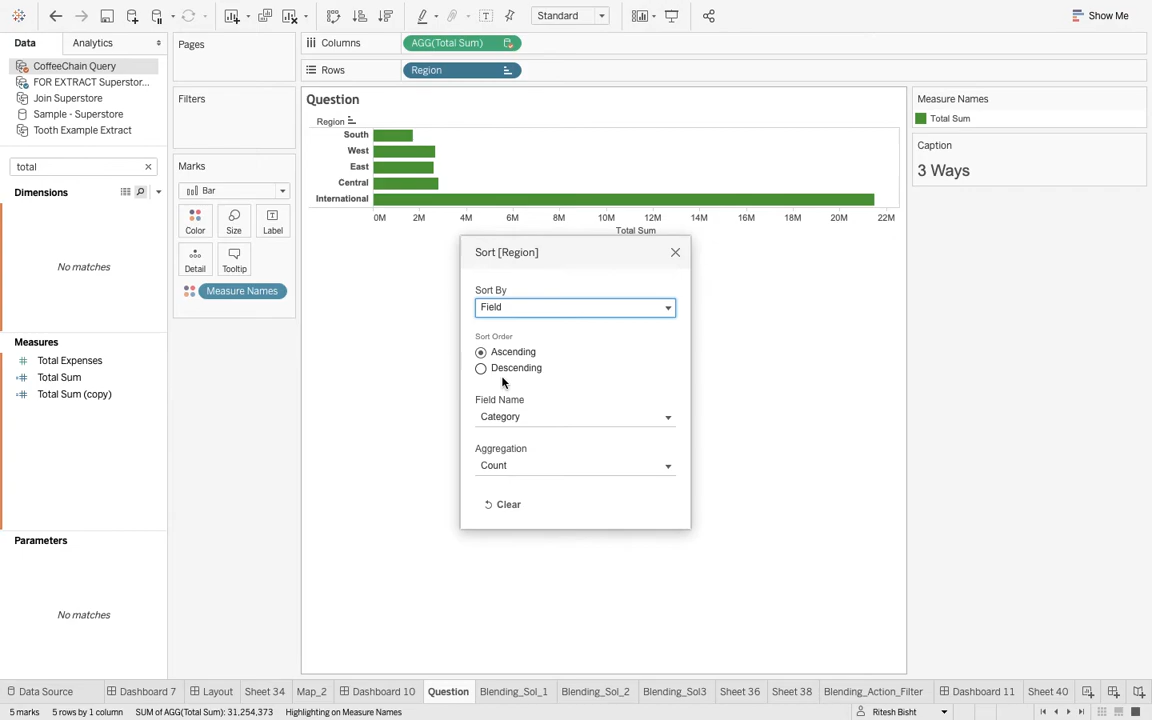 Standard
Show Me
Data
Analytics
CoffeeChain Query
FOR EXTRACT Superstor...
Join Superstore
Sample - Superstore
Tooth Example Extract
total
Dimensions
No matches
Measures
Total Expenses
Total Sum
Total Sum (copy)
Parameters
No matches
Pages
Filters
Marks
Bar
Color
Size
Label
Detail
Tooltip
Measure Names
Columns
AGG(Total Sum)
Rows
Region
Question
Region
South
West
East
Central
International
0M 2M 4M 6M 8M 10M 12M 14M 16M 18M 20M 22M
Total Sum
Sort [Region]
Sort By
Field
Sort Order
Ascending
Descending
Field Name
Category
Aggregation
Count
Clear
Measure Names
Total Sum
Caption
3 Ways
Data Source Dashboard 7 Layout Sheet 34 Map_2 Dashboard 10 Question Blending_Sol_1 Blending_Sol_2 Blending_Sol3 Sheet 36 Sheet 38 Blending_Action_Filter Dashboard 11 Sheet 40
5 marks 5 rows by 1 column SUM of AGG(Total Sum): 31,254,373 Highlighting on Measure Names Ritesh Bisht